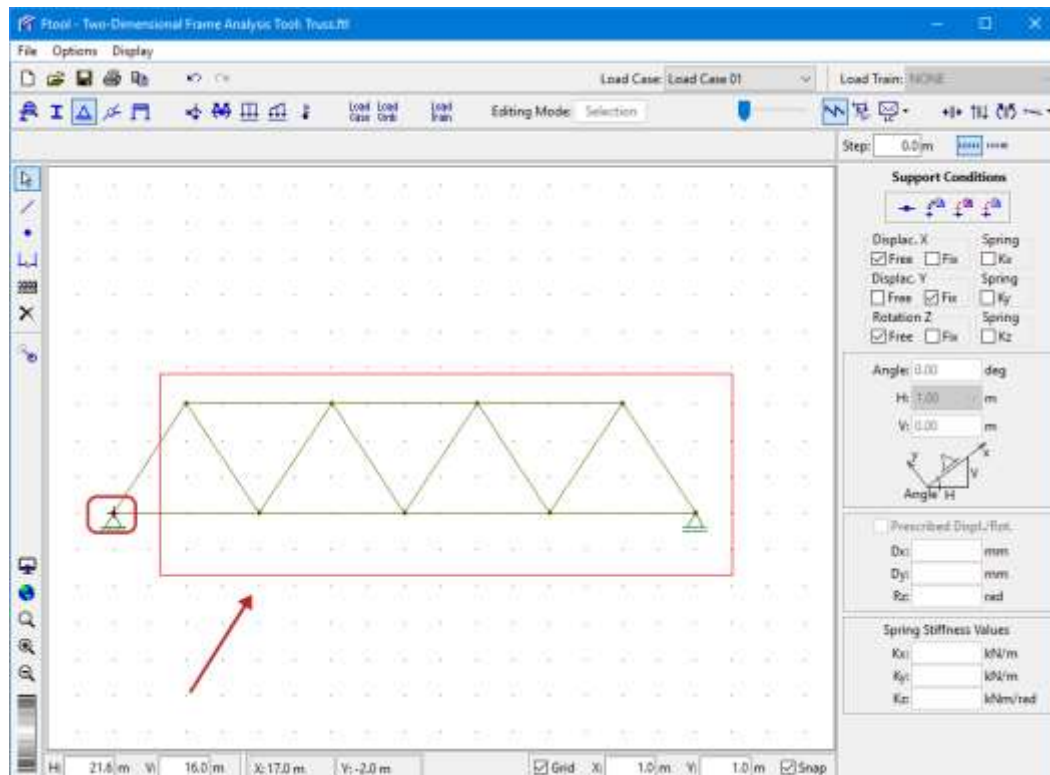 Ftool - Two-Dimensional Frame Analysis Tool: Truss.ftl
File Options Display
Load Case: Load Case 01 Load Train: NONE
Load Case Load Comb Load Train Editing Mode: Selection
Step: 0.0 m
Support Conditions
Displac. X Spring
Free Fix Kx
Displac. Y Spring
Free Fix Ky
Rotation Z Spring
Free Fix Kz
Angle: 0.00 deg
H: 1.00 m
V: 0.00 m
y x
V
Angle H
Prescribed Displ./Rot.
Dx: mm
Dy: mm
Rz: rad
Spring Stiffness Values
Kx: kN/m
Ky: kN/m
Kz: kNm/rad
H: 21.6 m V: 16.0 m X: 17.0 m Y: -2.0 m Grid X: 1.0 m Y: 1.0 m Snap